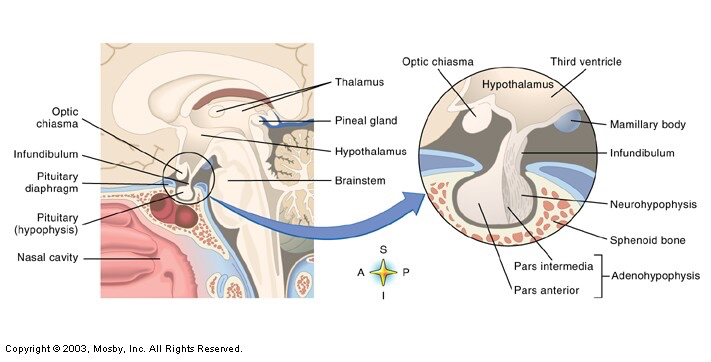 Thalamus
Optic
chiasma
Pineal gland
Infundibulum
Hypothalamus
Pituitary
diaphragm
Brainstem
Pituitary
(hypophysis)
Nasal cavity
S
A P
I
Optic chiasma
Third ventricle
Hypothalamus
Mamillary body
Infundibulum
Neurohypophysis
Sphenoid bone
Pars intermedia
Adenohypophysis
Pars anterior
Copyright © 2003, Mosby, Inc. All Rights Reserved.